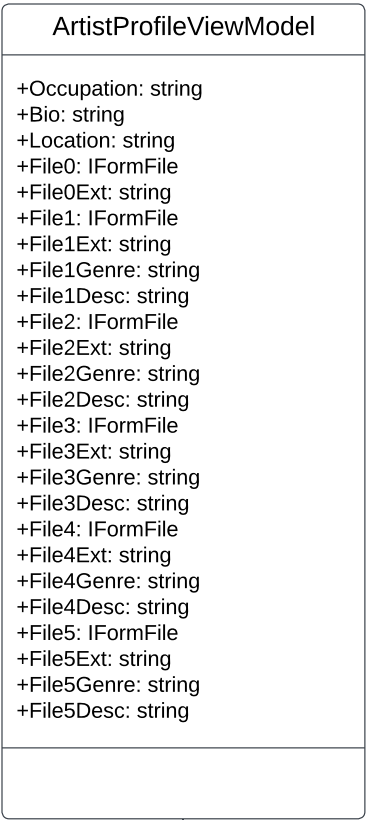 ArtistProfileViewModel
+Occupation: string
+Bio: string
+Location: string
+File0: IFormFile
+File0Ext: string
+File1: IFormFile
+File1Ext: string
+File1Genre: string
+File1Desc: string
+File2: IFormFile
+File2Ext: string
+File2Genre: string
+File2Desc: string
+File3: IFormFile
+File3Ext: string
+File3Genre: string
+File3Desc: string
+File4: IFormFile
+File4Ext: string
+File4Genre: string
+File4Desc: string
+File5: IFormFile
+File5Ext: string
+File5Genre: string
+File5Desc: string